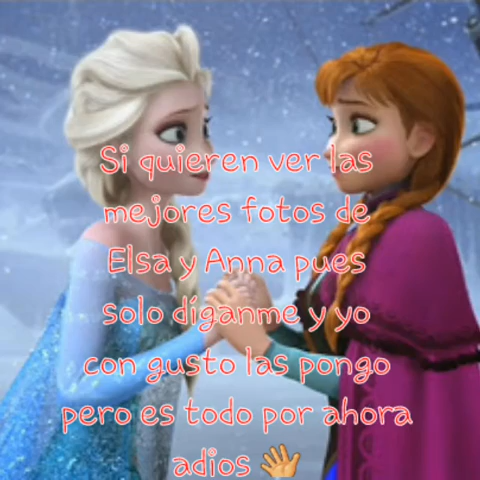 Si quieren ver las
mejores fotos de
Elsa y Anna pues
solo díganme y yo
con gusto las pongo
pero es todo por ahora
adios 👋